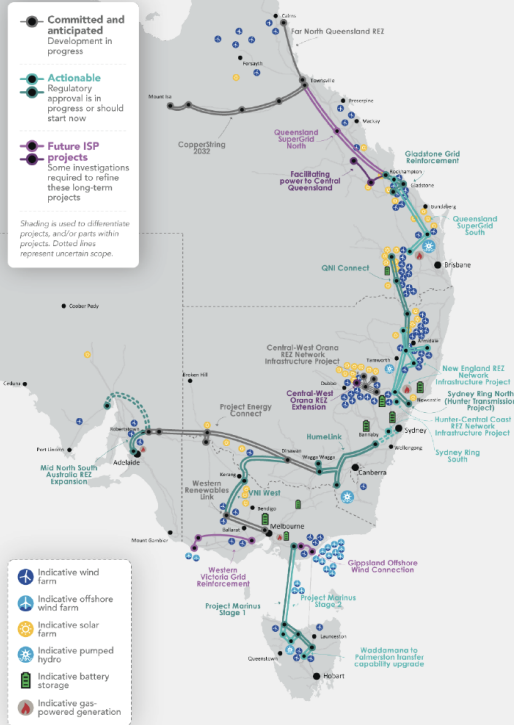 Committed and
anticipated
Development in
progress
Actionable
Regulatory
approval is in
progress or should
start now
Future ISP
projects
Some investigations
required to refine
these long-term
projects
Shading is used to differentiate
projects, and/or parts within
projects. Dotted lines
represent uncertain scope.
Cairns
Far North Queensland REZ
Forsyth
Townsville
Mount Isa
Proserpine
Mackay
CopperString
2032
Queensland
SuperGrid
North
Gladstone Grid
Reinforcement
Facilitating
power to Central
Queensland
Rockhampton
Gladstone
Bundaberg
Queensland
SuperGrid
South
QNI Connect
Brisbane
Coober Pedy
Armidale
Central-West Orana
REZ Network
Infrastructure Project
Tamworth
New England REZ
Network
Infrastructure Project
Ceduna
Broken Hill
Dubbo
Central-West
Orana REZ
Extension
Newcastle
Sydney Ring North
(Hunter Transmission
Project)
Project Energy
Connect
Hunter-Central Coast
REZ Network
Infrastructure Project
Robertstown
Sydney
HumeLink
Bannaby
Wollongong
Sydney Ring
South
Port Lincoln
Adelaide
Dinawan
Wagga Wagga
Mid North South
Australia REZ
Expansion
Canberra
Kerang
Western
Renewables
Link
VNI West
Bendigo
Ballarat
Melbourne
Mount Gambier
Western
Victoria Grid
Reinforcement
Gippsland Offshore
Wind Connection
Project Marinus
Stage 1
Project Marinus
Stage 2
Launceston
Queenstown
Waddamana to
Palmerston transfer
capability upgrade
Hobart
Indicative wind
farm
Indicative offshore
wind farm
Indicative solar
farm
Indicative pumped
hydro
Indicative battery
storage
Indicative gas-
powered generation